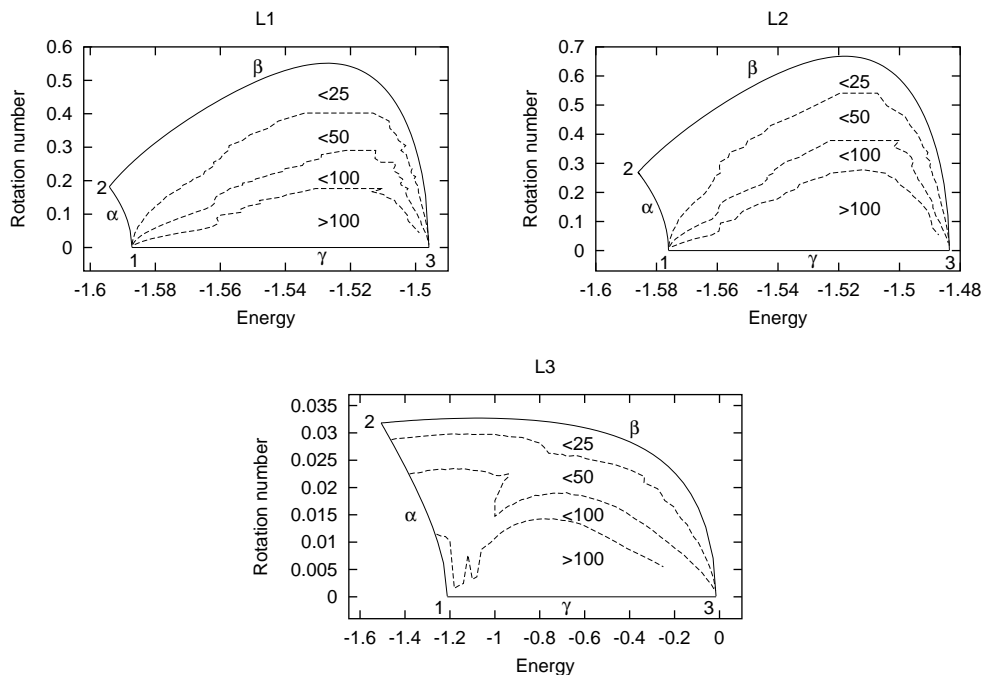 L1
Rotation number
0.6
0.5
0.4
0.3
0.2
0.1
0
β
<25
<50
<100
>100
2
α
1
γ
3
-1.6 -1.58 -1.56 -1.54 -1.52 -1.5
Energy
L2
Rotation number
0.7
0.6
0.5
0.4
0.3
0.2
0.1
0
β
<25
<50
<100
>100
2
α
1
γ
3
-1.6 -1.58 -1.56 -1.54 -1.52 -1.5 -1.48
Energy
L3
Rotation number
0.035
0.03
0.025
0.02
0.015
0.01
0.005
0
2
β
<25
<50
α
<100
>100
1
γ
3
-1.6 -1.4 -1.2 -1 -0.8 -0.6 -0.4 -0.2 0
Energy